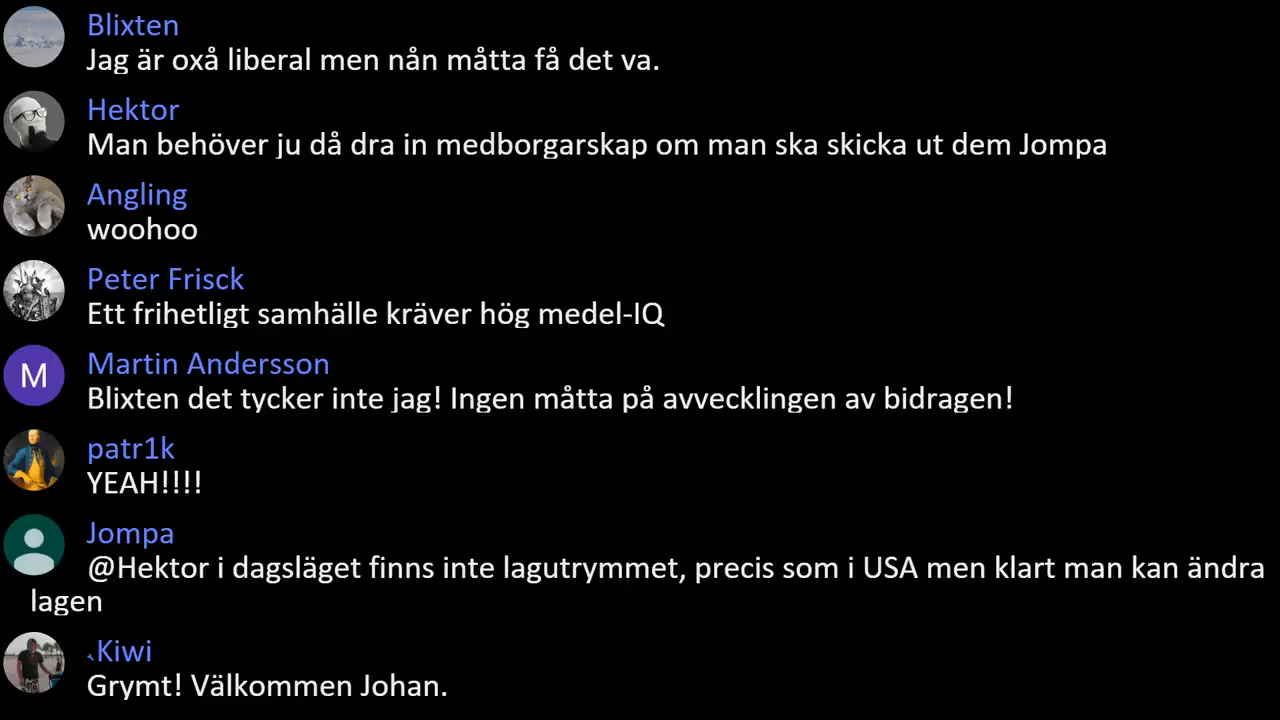 Blixten
Jag är oxå liberal men nån måtta få det va.
Hektor
Man behöver ju då dra in medborgarskap om man ska skicka ut dem Jompa
Angling
woohoo
Peter Frisck
Ett frihetligt samhälle kräver hög medel-IQ
M
Martin Andersson
Blixten det tycker inte jag! Ingen måtta på avvecklingen av bidragen!
patr1k
YEAH!!!!
Jompa
@Hektor i dagsläget finns inte lagutrymmet, precis som i USA men klart man kan ändra
lagen
Kiwi
Grymt! Välkommen Johan.